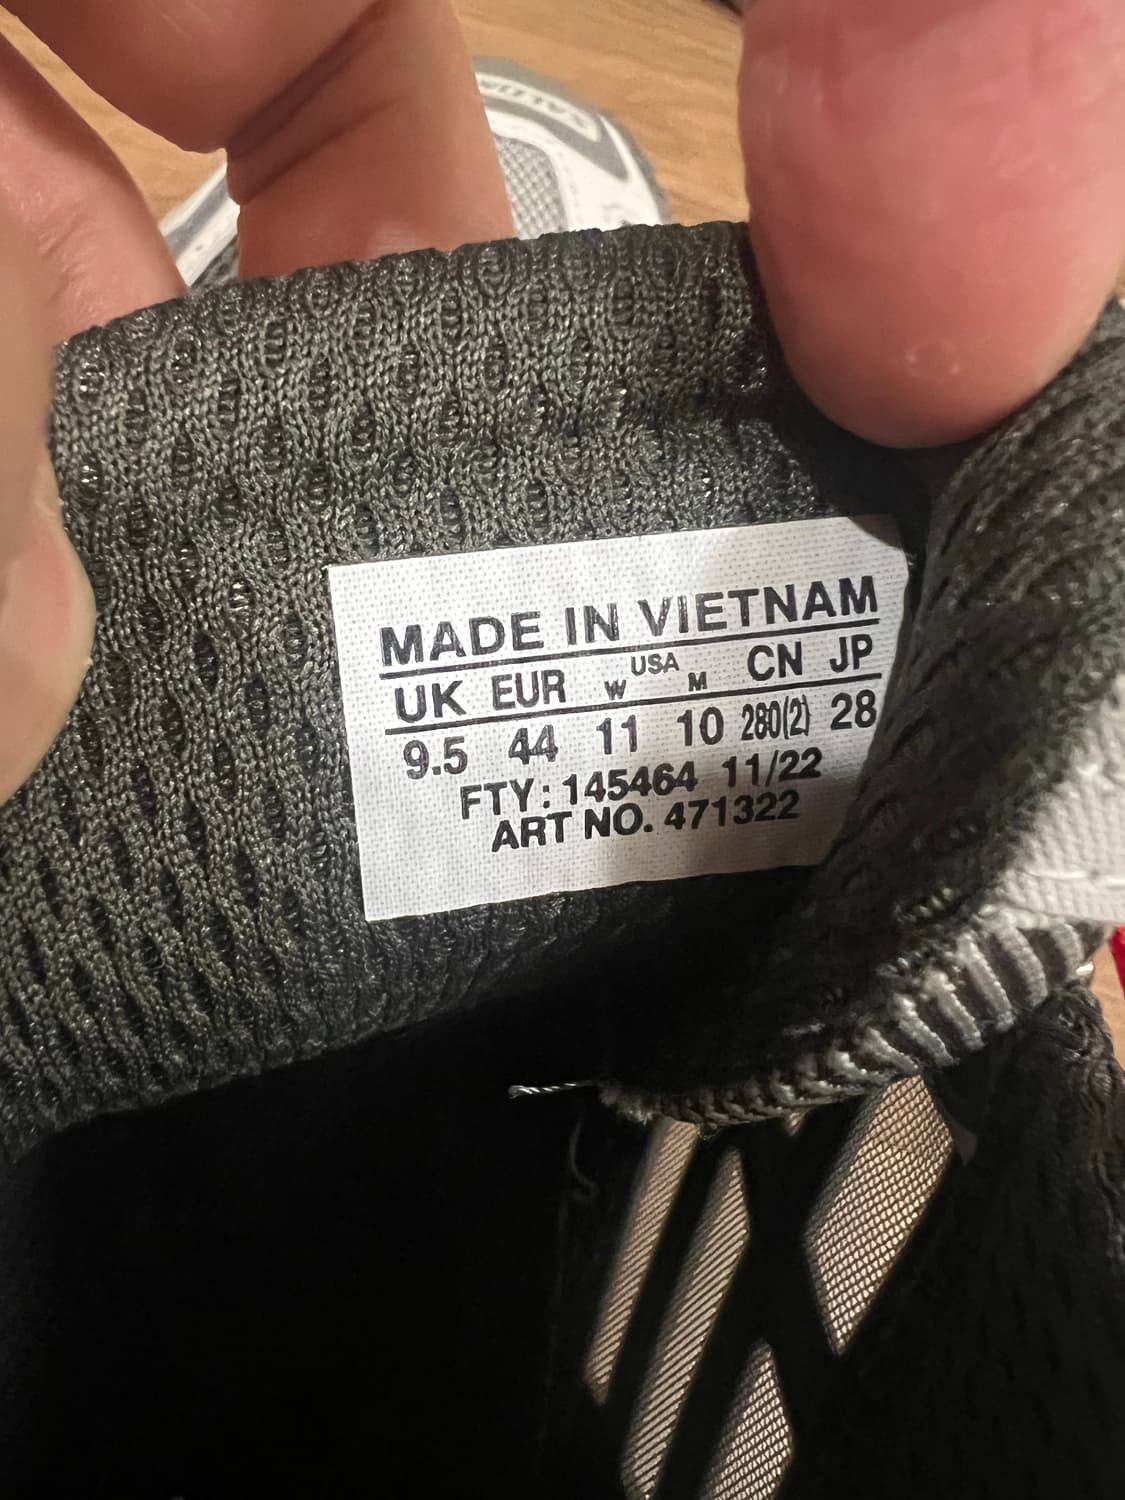 MADE IN VIETNAM
UK EUR W USA M CN JP
9.5 44 11 10 280(2) 28
FTY: 145464 11/22
ART NO. 471322